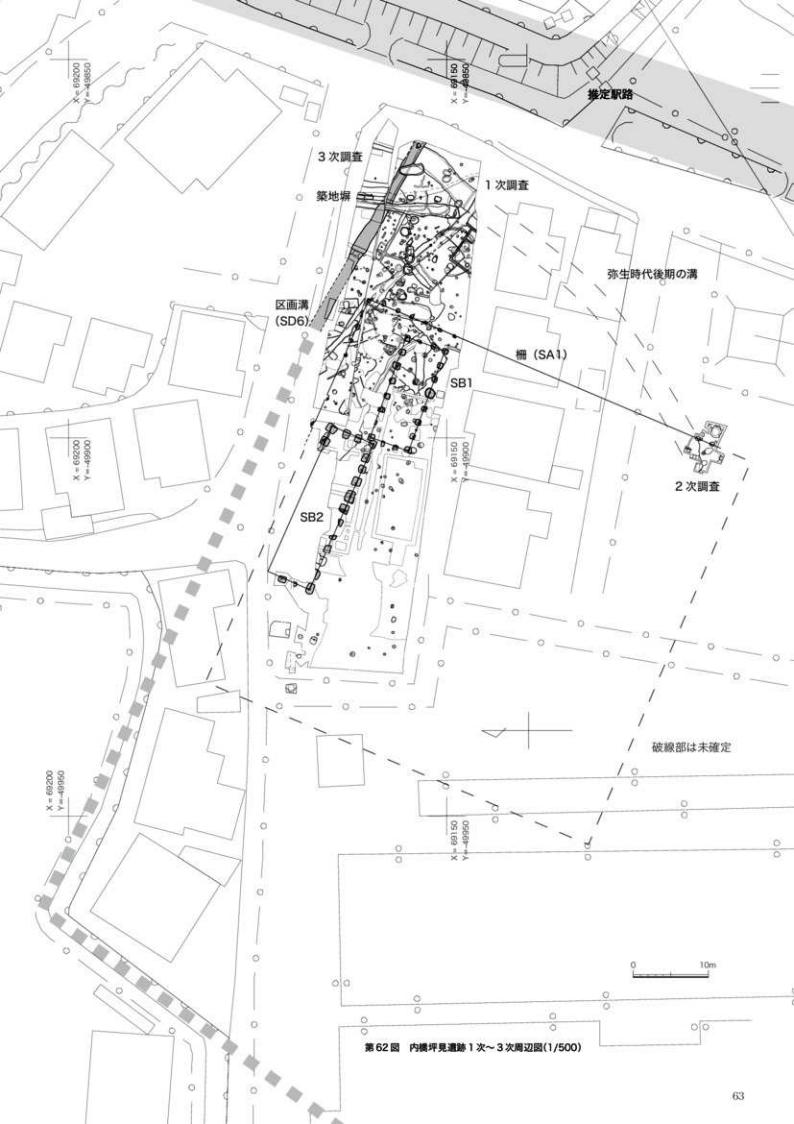 X = 69200
Y = -49850
X = 69150
Y = -49850
推定駅路
3次調査
1次調査
築地塀
弥生時代後期の溝
区画溝
(SD6)
柵（SA1）
SB1
X = 69200
Y = -49900
X = 69150
Y = -49900
2次調査
SB2
破線部は未確定
X = 69200
Y = -49950
X = 69150
Y = -49950
0 10m
第62図　内橋坪見遺跡1次～3次周辺図(1/500)
63